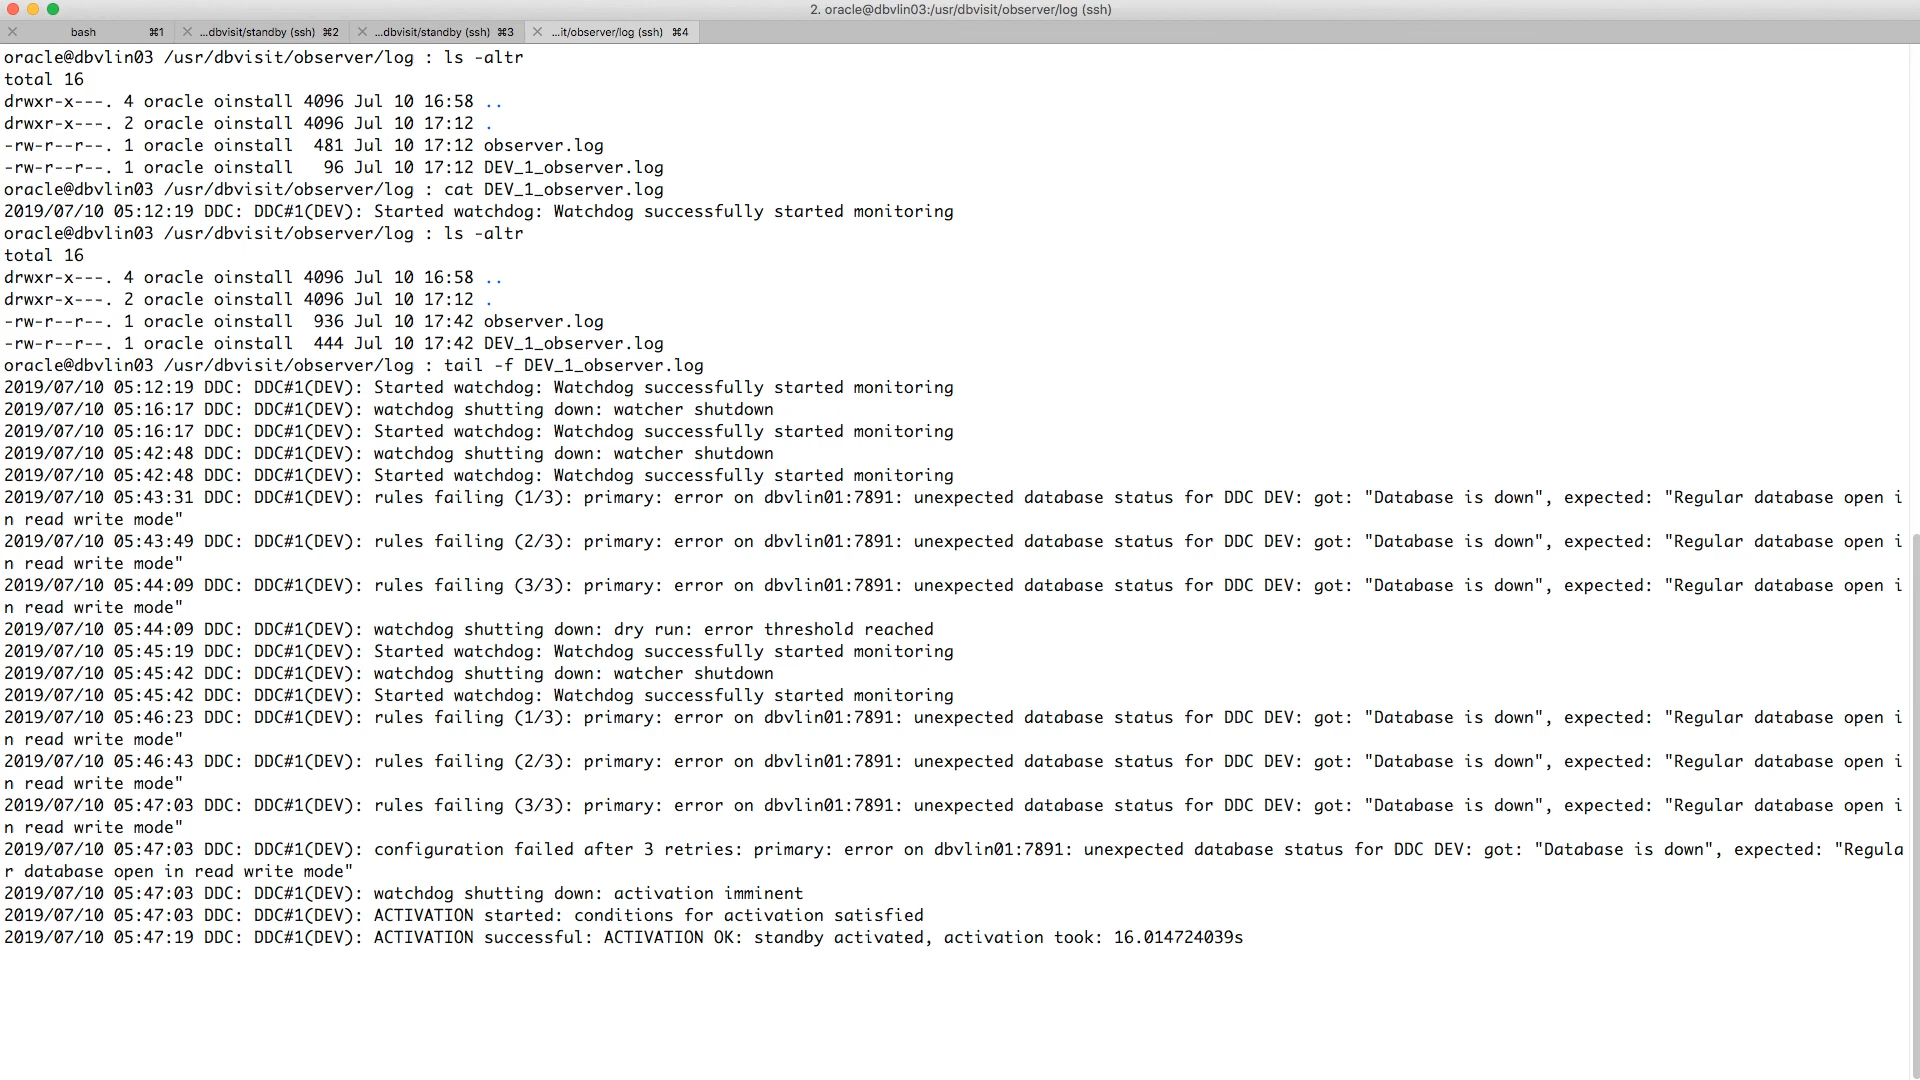 2. oracle@dbvlin03:/usr/dbvisit/observer/log (ssh)
bash ⌘1 ...dbvisit/standby (ssh) ⌘2 ...dbvisit/standby (ssh) ⌘3 ...it/observer/log (ssh) ⌘4
oracle@dbvlin03 /usr/dbvisit/observer/log : ls -altr
total 16
drwxr-x---. 4 oracle oinstall 4096 Jul 10 16:58 ..
drwxr-x---. 2 oracle oinstall 4096 Jul 10 17:12 .
-rw-r--r--. 1 oracle oinstall  481 Jul 10 17:12 observer.log
-rw-r--r--. 1 oracle oinstall   96 Jul 10 17:12 DEV_1_observer.log
oracle@dbvlin03 /usr/dbvisit/observer/log : cat DEV_1_observer.log
2019/07/10 05:12:19 DDC: DDC#1(DEV): Started watchdog: Watchdog successfully started monitoring
oracle@dbvlin03 /usr/dbvisit/observer/log : ls -altr
total 16
drwxr-x---. 4 oracle oinstall 4096 Jul 10 16:58 ..
drwxr-x---. 2 oracle oinstall 4096 Jul 10 17:12 .
-rw-r--r--. 1 oracle oinstall  936 Jul 10 17:42 observer.log
-rw-r--r--. 1 oracle oinstall  444 Jul 10 17:42 DEV_1_observer.log
oracle@dbvlin03 /usr/dbvisit/observer/log : tail -f DEV_1_observer.log
2019/07/10 05:12:19 DDC: DDC#1(DEV): Started watchdog: Watchdog successfully started monitoring
2019/07/10 05:16:17 DDC: DDC#1(DEV): watchdog shutting down: watcher shutdown
2019/07/10 05:16:17 DDC: DDC#1(DEV): Started watchdog: Watchdog successfully started monitoring
2019/07/10 05:42:48 DDC: DDC#1(DEV): watchdog shutting down: watcher shutdown
2019/07/10 05:42:48 DDC: DDC#1(DEV): Started watchdog: Watchdog successfully started monitoring
2019/07/10 05:43:31 DDC: DDC#1(DEV): rules failing (1/3): primary: error on dbvlin01:7891: unexpected database status for DDC DEV: got: "Database is down", expected: "Regular database open i
n read write mode"
2019/07/10 05:43:49 DDC: DDC#1(DEV): rules failing (2/3): primary: error on dbvlin01:7891: unexpected database status for DDC DEV: got: "Database is down", expected: "Regular database open i
n read write mode"
2019/07/10 05:44:09 DDC: DDC#1(DEV): rules failing (3/3): primary: error on dbvlin01:7891: unexpected database status for DDC DEV: got: "Database is down", expected: "Regular database open i
n read write mode"
2019/07/10 05:44:09 DDC: DDC#1(DEV): watchdog shutting down: dry run: error threshold reached
2019/07/10 05:45:19 DDC: DDC#1(DEV): Started watchdog: Watchdog successfully started monitoring
2019/07/10 05:45:42 DDC: DDC#1(DEV): watchdog shutting down: watcher shutdown
2019/07/10 05:45:42 DDC: DDC#1(DEV): Started watchdog: Watchdog successfully started monitoring
2019/07/10 05:46:23 DDC: DDC#1(DEV): rules failing (1/3): primary: error on dbvlin01:7891: unexpected database status for DDC DEV: got: "Database is down", expected: "Regular database open i
n read write mode"
2019/07/10 05:46:43 DDC: DDC#1(DEV): rules failing (2/3): primary: error on dbvlin01:7891: unexpected database status for DDC DEV: got: "Database is down", expected: "Regular database open i
n read write mode"
2019/07/10 05:47:03 DDC: DDC#1(DEV): rules failing (3/3): primary: error on dbvlin01:7891: unexpected database status for DDC DEV: got: "Database is down", expected: "Regular database open i
n read write mode"
2019/07/10 05:47:03 DDC: DDC#1(DEV): configuration failed after 3 retries: primary: error on dbvlin01:7891: unexpected database status for DDC DEV: got: "Database is down", expected: "Regula
r database open in read write mode"
2019/07/10 05:47:03 DDC: DDC#1(DEV): watchdog shutting down: activation imminent
2019/07/10 05:47:03 DDC: DDC#1(DEV): ACTIVATION started: conditions for activation satisfied
2019/07/10 05:47:19 DDC: DDC#1(DEV): ACTIVATION successful: ACTIVATION OK: standby activated, activation took: 16.014724039s